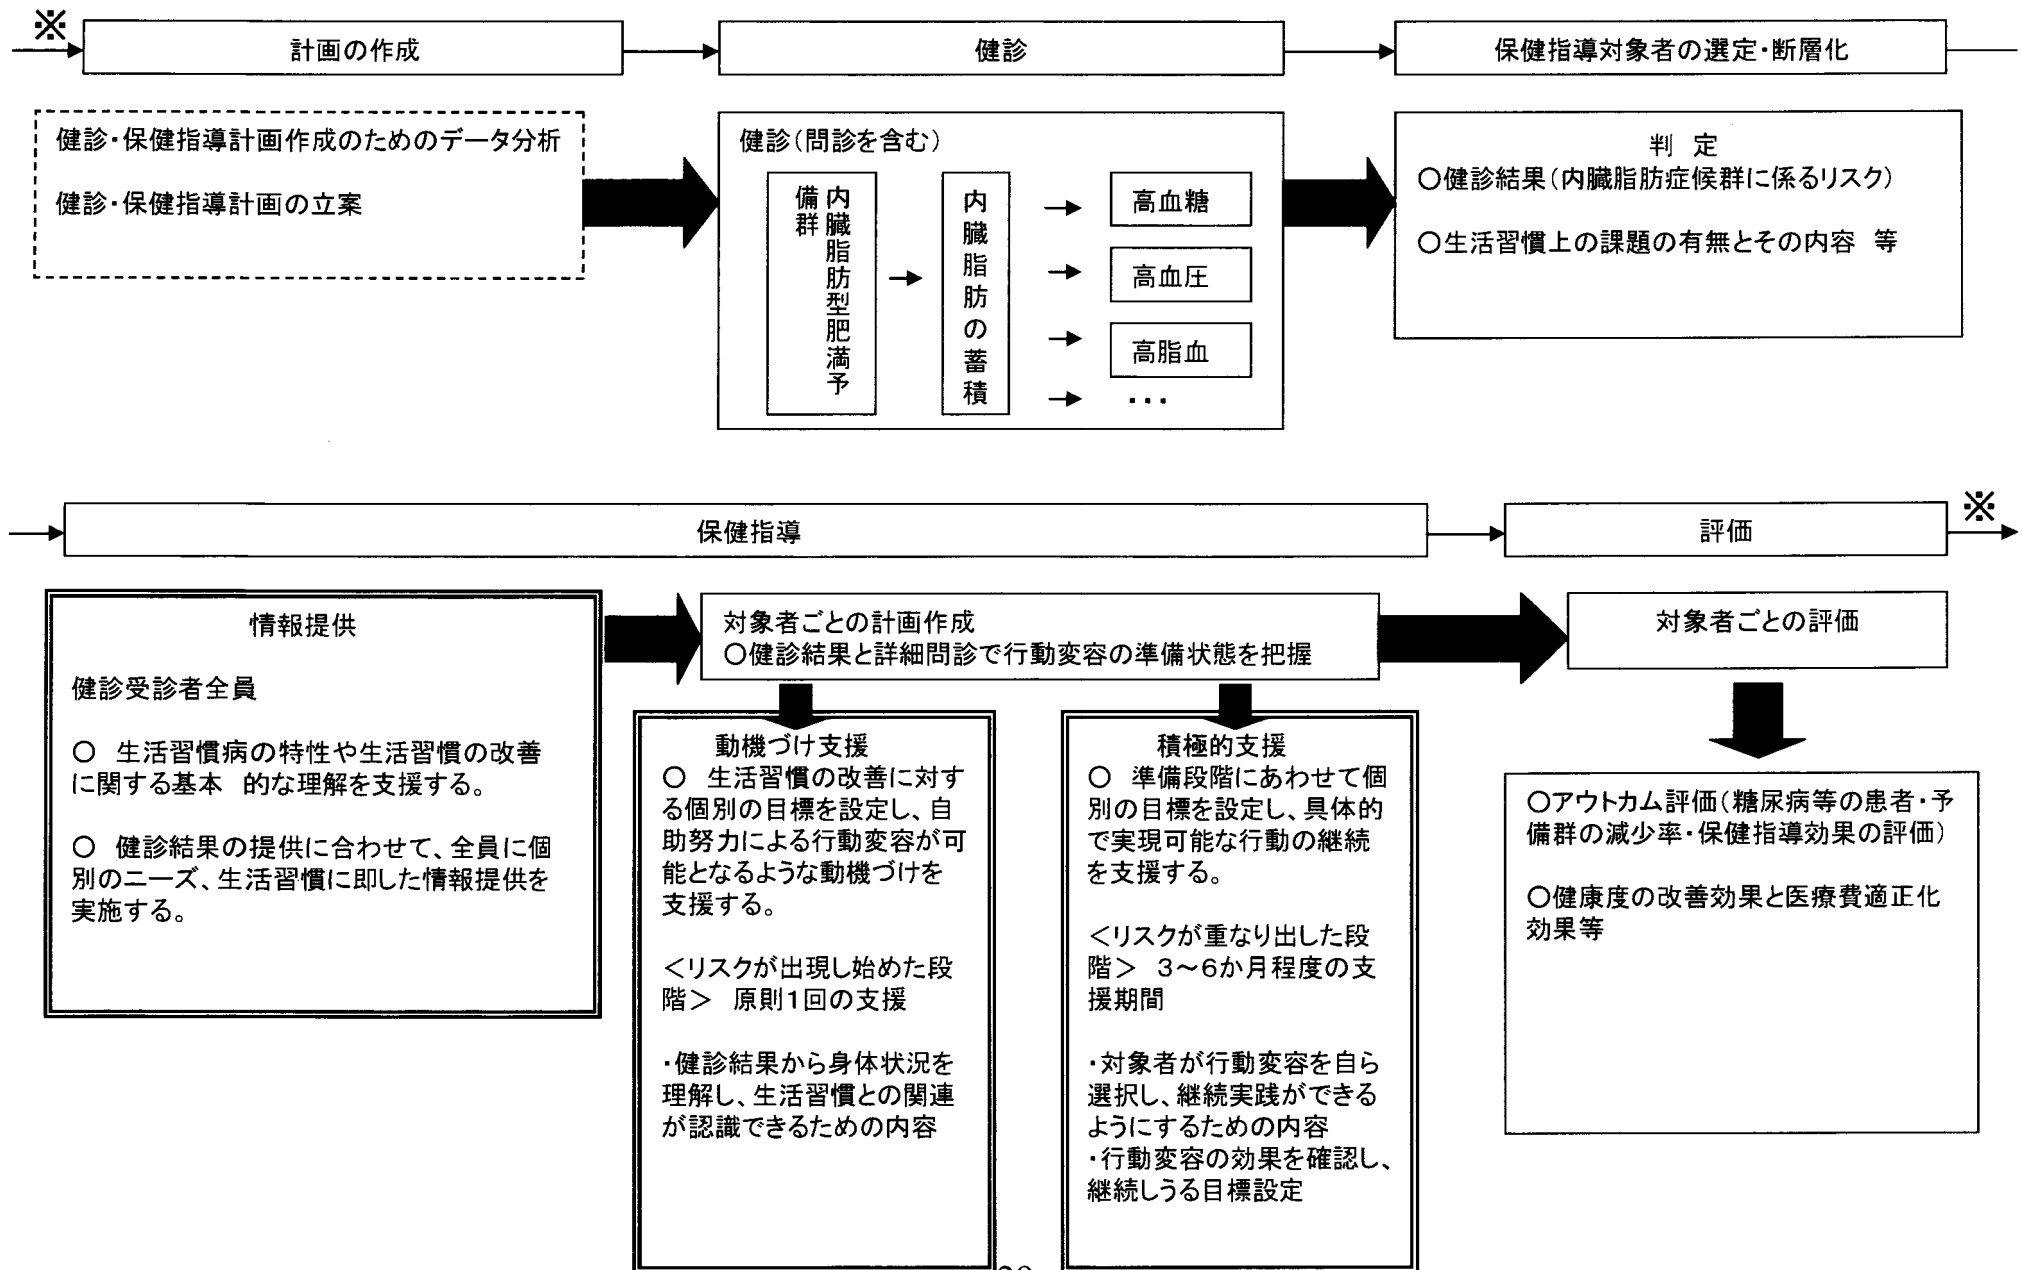 ※
計画の作成
健診
保健指導対象者の選定・断層化
健診・保健指導計画作成のためのデータ分析
健診・保健指導計画の立案
健診(問診を含む)
内臓脂肪型肥満予
備群
内臓脂肪の蓄積
高血糖
高血圧
高脂血
・・・
判 定
○健診結果(内臓脂肪症候群に係るリスク)
○生活習慣上の課題の有無とその内容 等
保健指導
評価
※
情報提供
健診受診者全員
○ 生活習慣病の特性や生活習慣の改善
に関する基本 的な理解を支援する。
○ 健診結果の提供に合わせて、全員に個
別のニーズ、生活習慣に即した情報提供を
実施する。
対象者ごとの計画作成
○健診結果と詳細問診で行動変容の準備状態を把握
動機づけ支援
○ 生活習慣の改善に対す
る個別の目標を設定し、自
助努力による行動変容が可
能となるような動機づけを
支援する。
<リスクが出現し始めた段
階> 原則1回の支援
・健診結果から身体状況を
理解し、生活習慣との関連
が認識できるための内容
積極的支援
○ 準備段階にあわせて個
別の目標を設定し、具体的
で実現可能な行動の継続
を支援する。
<リスクが重なり出した段
階> 3~6か月程度の支
援期間
・対象者が行動変容を自ら
選択し、継続実践ができる
ようにするための内容
・行動変容の効果を確認し、
継続しうる目標設定
対象者ごとの評価
○アウトカム評価(糖尿病等の患者・予
備群の減少率・保健指導効果の評価)
○健康度の改善効果と医療費適正化
効果等